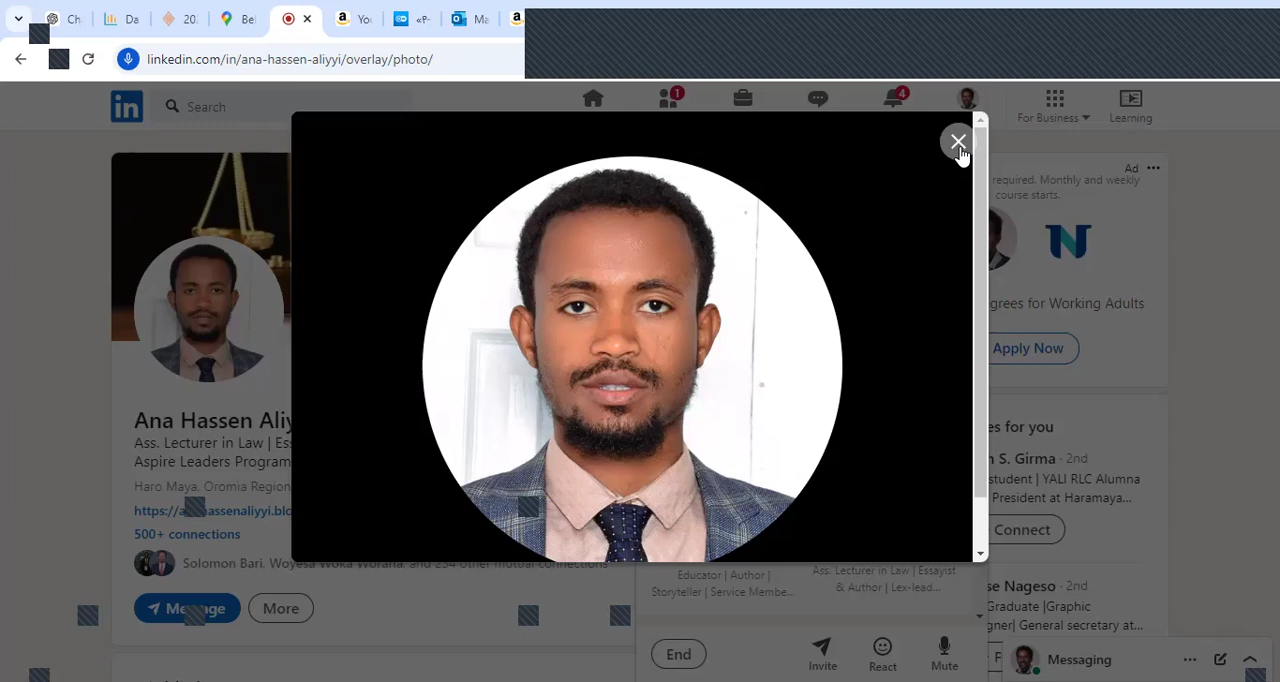 Ch
Da
20
Be
Yo
«P
Ma
linkedin.com/in/ana-hassen-aliyyi/overlay/photo/
in
Search
1
4
For Business
Learning
Ad
required. Monthly and weekly
course starts.
N
grees for Working Adults
Apply Now
Ana Hassen Aliy
Ass. Lecturer in Law | Es
Aspire Leaders Program
Haro Maya, Oromia Region
500+ connections
Solomon Bari, Woyesa Woka Worana, and 254 other mutual connections
Message
More
es for you
S. Girma · 2nd
student | YALI RLC Alumna
President at Haramaya...
Connect
se Nageso · 2nd
Graduate |Graphic
gner| General secretary at...
Educator | Author |
Storyteller | Service Membe...
Ass. Lecturer in Law | Essayist
& Author | Lex-lead...
End
Invite
React
Mute
Messaging